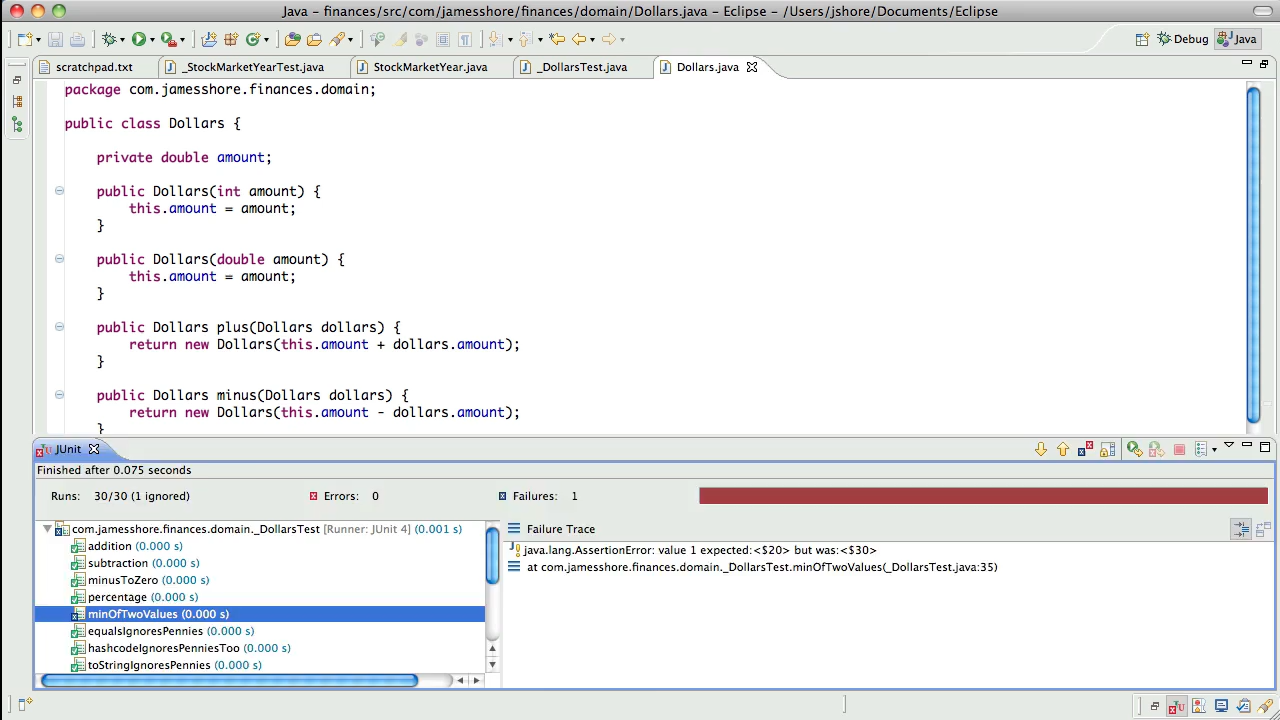 Java – finances/src/com/jamesshore/finances/domain/Dollars.java – Eclipse – /Users/jshore/Documents/Eclipse
Debug
Java
scratchpad.txt
_StockMarketYearTest.java
StockMarketYear.java
_DollarsTest.java
Dollars.java
package com.jamesshore.finances.domain;
public class Dollars {
private double amount;
public Dollars(int amount) {
this.amount = amount;
}
public Dollars(double amount) {
this.amount = amount;
}
public Dollars plus(Dollars dollars) {
return new Dollars(this.amount + dollars.amount);
}
public Dollars minus(Dollars dollars) {
return new Dollars(this.amount - dollars.amount);
}
JUnit
Finished after 0.075 seconds
Runs: 30/30 (1 ignored)
Errors: 0
Failures: 1
com.jamesshore.finances.domain._DollarsTest [Runner: JUnit 4] (0.001 s)
addition (0.000 s)
subtraction (0.000 s)
minusToZero (0.000 s)
percentage (0.000 s)
minOfTwoValues (0.000 s)
equalsIgnoresPennies (0.000 s)
hashcodeIgnoresPenniesToo (0.000 s)
toStringIgnoresPennies (0.000 s)
Failure Trace
java.lang.AssertionError: value 1 expected:<$20> but was:<$30>
at com.jamesshore.finances.domain._DollarsTest.minOfTwoValues(_DollarsTest.java:35)